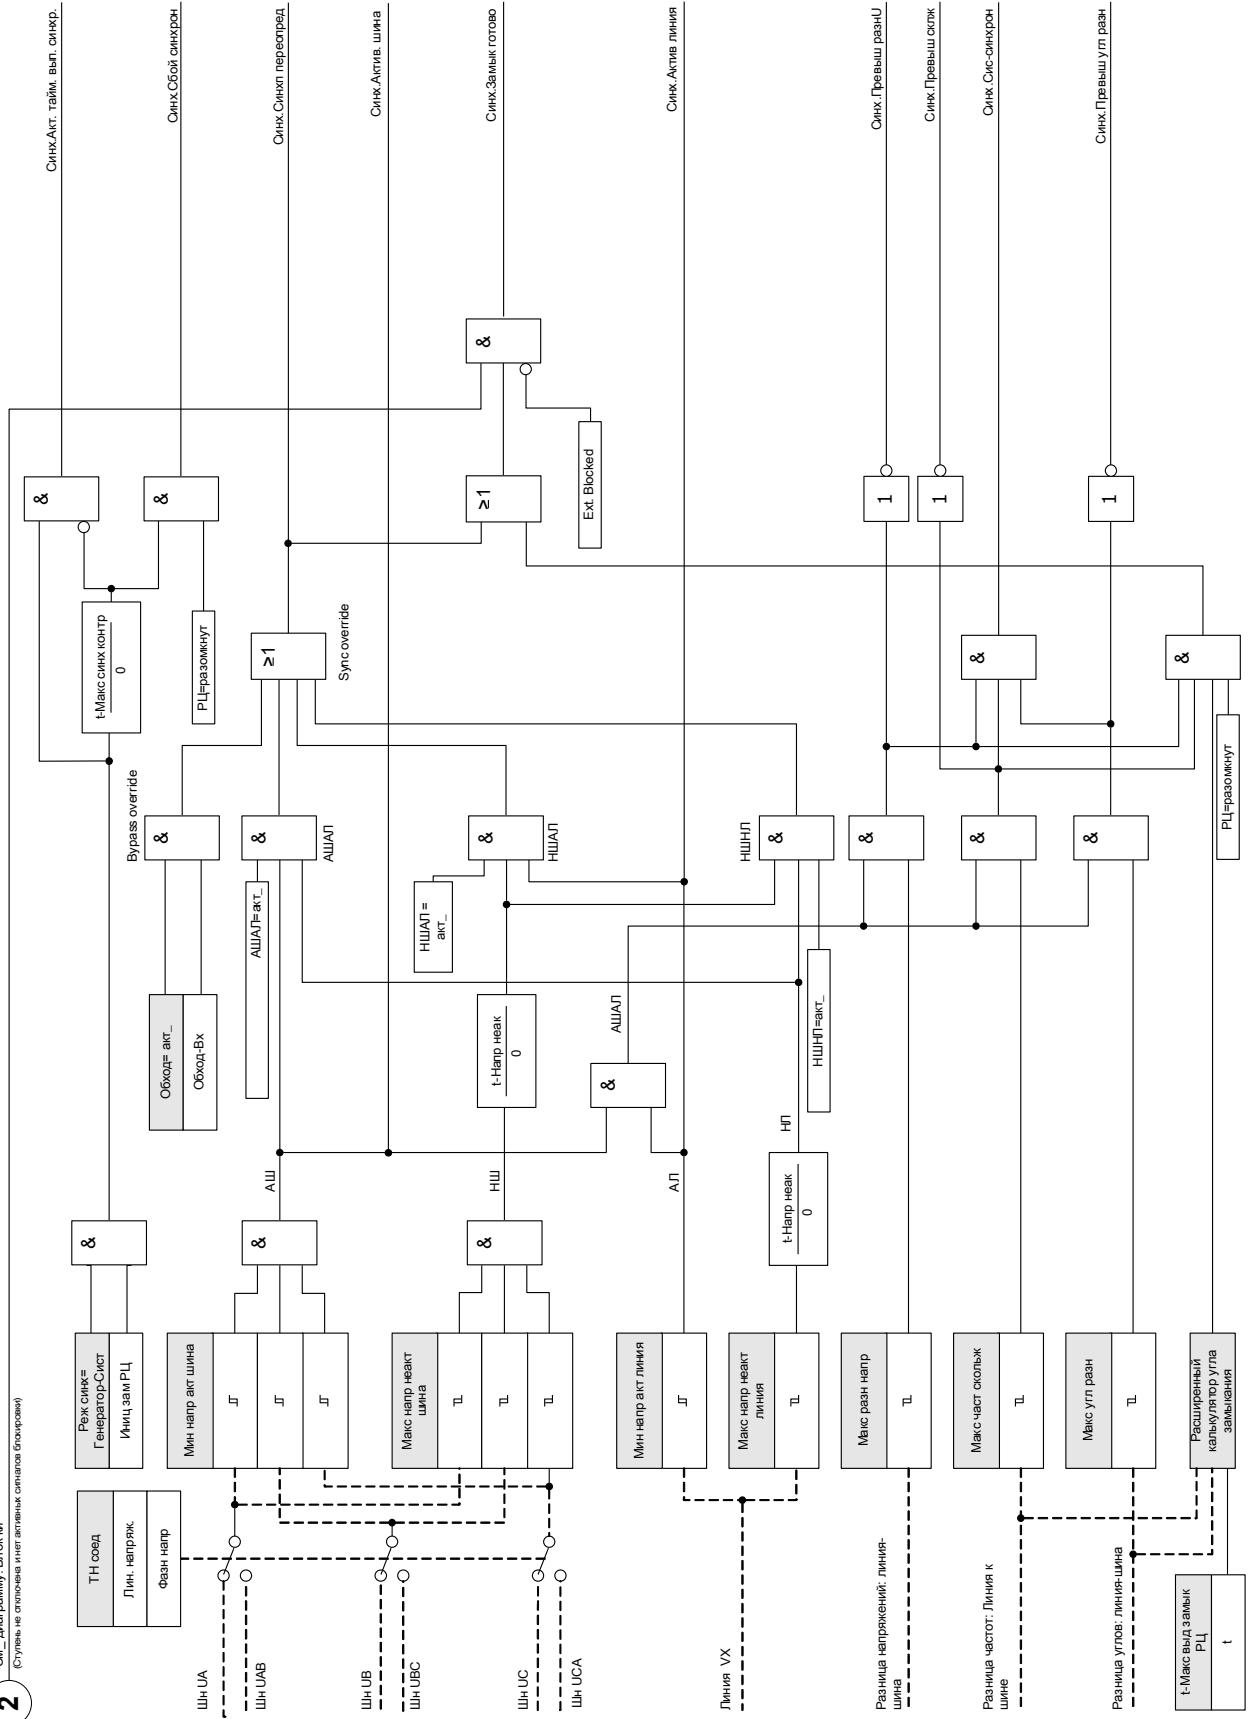 2
См_ диаграмму: Блок-ки
(Ступень не отключена и нет активных сигналов блокировки)
Синх.Акт. тайм. вып. синхр.
Синх.Сбой синхрон
Синх.Синхп переопред
Синх.Актив. шина
Синх.Замык готово
Синх.Актив линия
Синх.Превыш разнU
Синх.Превыш склж
Синх.Сис-синхрон
Синх.Превыш угл разн
Реж синх=
Генератор-Сист
Иниц зам РЦ
&
t-Макс синх контр
0
&
&
РЦ=разомкнут
Обход= акт_
Обход-Вх
Bypass override
&
≥1
Sync override
ТН соед
Лин. напряж.
Фазн напр
Шн UA
Шн UAB
Шн UB
Шн UBC
Шн UC
Шн UCA
Мин напр акт шина
&
АШ
АШАЛ=акт_
&
АШАЛ
Макс напр неакт
шина
&
НШ
t-Напр неак
0
НШАЛ =
акт_
&
НШАЛ
≥1
&
Ext. Blocked
Линия VX
Мин напр акт линия
АЛ
&
АШАЛ
Макс напр неакт
линия
t-Напр неак
0
НЛ
НШНЛ=акт_
&
НШНЛ
Разница напряжений: линия-
шина
Макс разн напр
&
1
Разница частот: Линия к
шине
Макс част скольж
&
&
1
Разница углов: линия-шина
Макс угл разн
&
1
t-Макс выд замык
РЦ
t
Расширенный
калькулятор угла
замыкания
РЦ=разомкнут
&